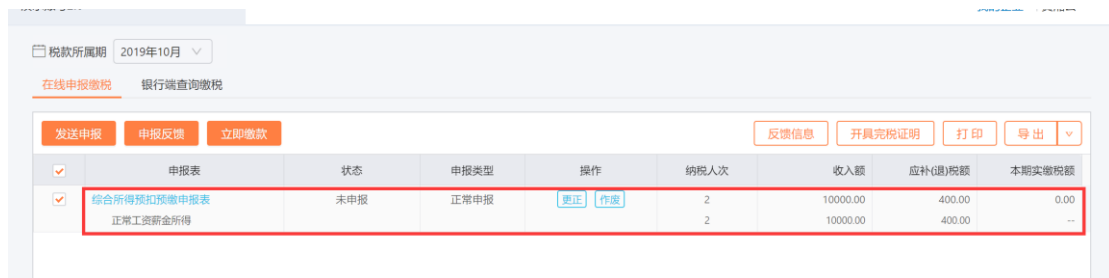 税款所属期 2019年10月
在线申报缴税 银行端查询缴税
发送申报 申报反馈 立即缴款 反馈信息 开具完税证明 打印 导出
申报表 状态 申报类型 操作 纳税人次 收入额 应补(退)税额 本期实缴税额
综合所得预扣预缴申报表 未申报 正常申报 更正 作废 2 10000.00 400.00 0.00
正常工资薪金所得 2 10000.00 400.00 --